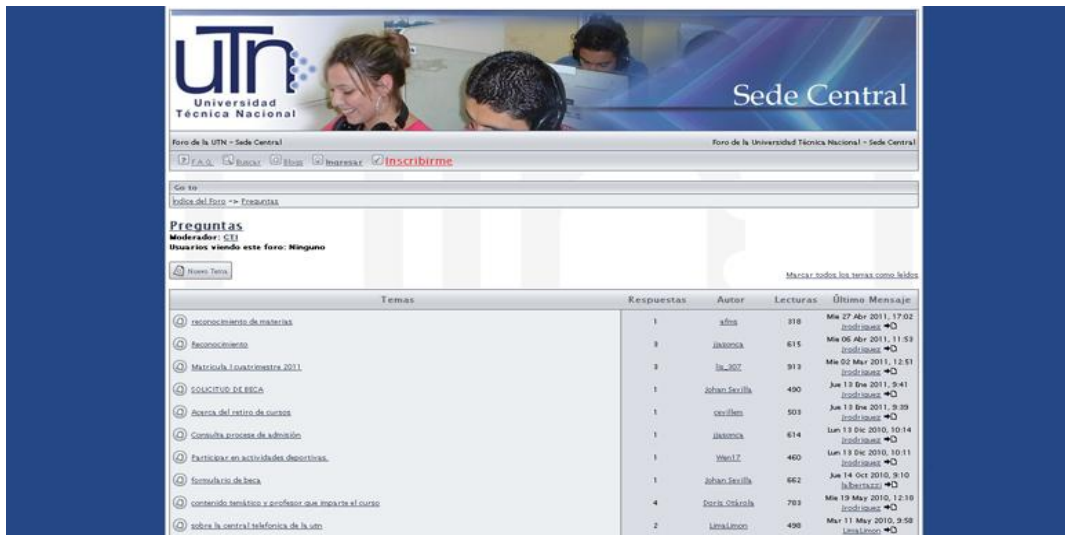 utn
Universidad
Técnica Nacional
Sede Central
Foro de la UTN - Sede Central Foro de la Universidad Técnica Nacional - Sede Central
F.A.Q. Buscar Blogs Ingresar Inscribirme
Go to
Índice del Foro -> Preguntas
Preguntas
Moderador: CTI
Usuarios viendo este foro: Ninguno
Nuevo Tema Marcar todos los temas como leídos
Temas Respuestas Autor Lecturas Último Mensaje
reconocimiento de materias 1 318 Mie 27 Abr 2011, 17:02
jrodriguez
Reconocimiento 3 615 Mie 06 Abr 2011, 11:53
jrodriguez
Matricula I cuatrimestre 2011 3 la_307 913 Mie 02 Mar 2011, 12:51
jrodriguez
SOLICITUD DE BECA 1 Johan Sevilla 490 Jue 13 Ene 2011, 9:41
jrodriguez
Acerca del retiro de cursos 1 503 Jue 13 Ene 2011, 9:39
jrodriguez
Consulta proceso de admisión 1 614 Lun 13 Dic 2010, 10:14
jrodriguez
Participar en actividades deportivas. 1 Wen17 460 Lun 13 Dic 2010, 10:11
jrodriguez
formulario de beca 1 Johan Sevilla 662 Jue 14 Oct 2010, 9:10
lalbertazzi
contenido temático y profesor que imparte el curso 4 Doris Otárola 783 Mie 19 May 2010, 12:18
jrodriguez
sobre la central telefonica de la utn 2 LimaLimon 498 Mar 11 May 2010, 9:58
LimaLimon